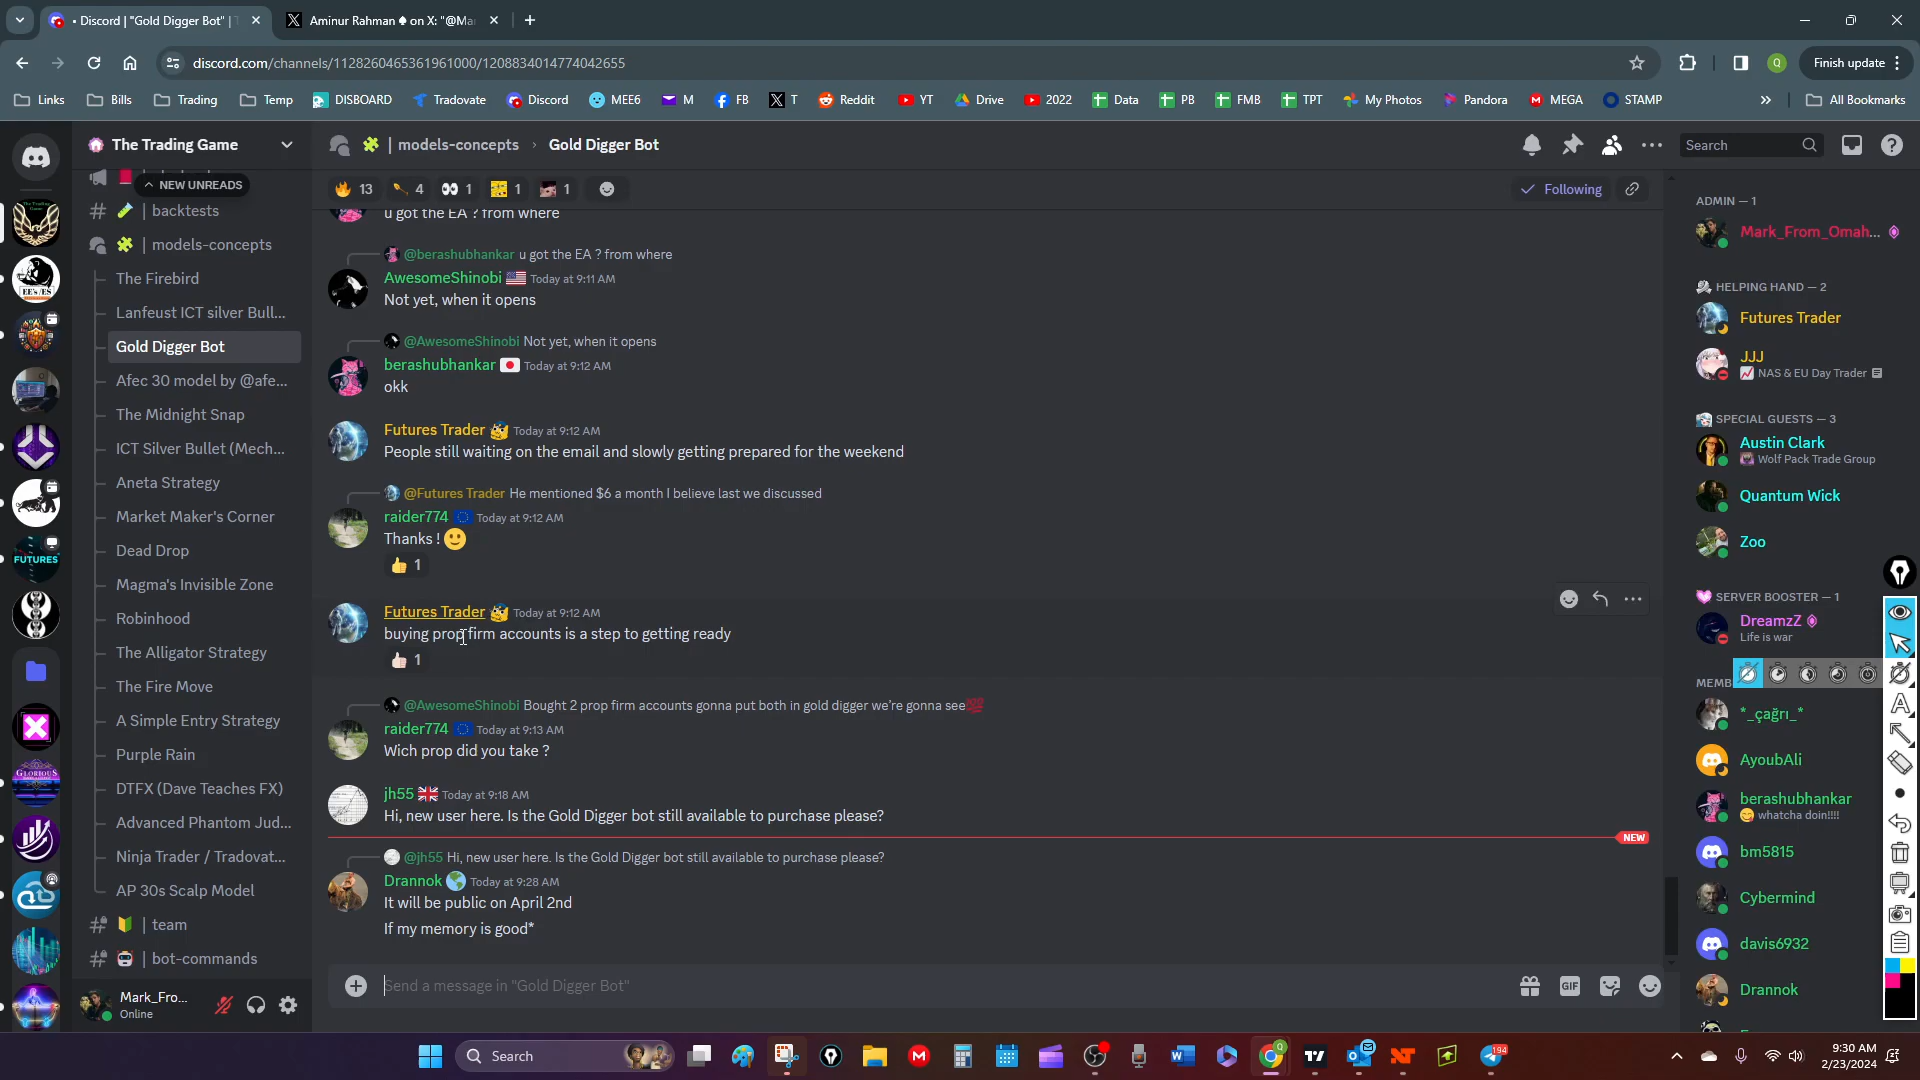 • Discord | "Gold Digger Bot" | T
Aminur Rahman ♠ on X: "@Ma
Finish update
discord.com/channels/1128260465361961000/1208834014774042655
Links
Bills
Trading
Temp
DISBOARD
Tradovate
Discord
MEE6
M
FB
T
Reddit
YT
Drive
2022
Data
PB
FMB
TPT
My Photos
Pandora
MEGA
STAMP
All Bookmarks
The Trading Game
NEW UNREADS
| backtests
| models-concepts
The Firebird
Lanfeust ICT silver Bull...
Gold Digger Bot
Afec 30 model by @afe...
The Midnight Snap
ICT Silver Bullet (Mech...
Aneta Strategy
Market Maker's Corner
Dead Drop
Magma's Invisible Zone
Robinhood
The Alligator Strategy
The Fire Move
A Simple Entry Strategy
Purple Rain
DTFX (Dave Teaches FX)
Advanced Phantom Jud...
Ninja Trader / Tradovat...
AP 30s Scalp Model
| team
| bot-commands
Mark_Fro...
Online
FUTURES
GLORIOUS
| models-concepts › Gold Digger Bot
Search
13
4
1
1
1
Following
u got the EA ? from where
@berashubhankar u got the EA ? from where
AwesomeShinobi Today at 9:11 AM
Not yet, when it opens
@AwesomeShinobi Not yet, when it opens
berashubhankar Today at 9:12 AM
okk
Futures Trader Today at 9:12 AM
People still waiting on the email and slowly getting prepared for the weekend
@Futures Trader He mentioned $6 a month I believe last we discussed
raider774 Today at 9:12 AM
Thanks ! 🙂
👍 1
Futures Trader Today at 9:12 AM
buying prop firm accounts is a step to getting ready
👍 1
@AwesomeShinobi Bought 2 prop firm accounts gonna put both in gold digger we're gonna see💯
raider774 Today at 9:13 AM
Wich prop did you take ?
jh55 Today at 9:18 AM
Hi, new user here. Is the Gold Digger bot still available to purchase please?
NEW
@jh55 Hi, new user here. Is the Gold Digger bot still available to purchase please?
Drannok Today at 9:28 AM
It will be public on April 2nd
If my memory is good*
Send a message in "Gold Digger Bot"
GIF
ADMIN — 1
Mark_From_Omah...
HELPING HAND — 2
Futures Trader
JJJ
NAS & EU Day Trader
SPECIAL GUESTS — 3
Austin Clark
Wolf Pack Trade Group
Quantum Wick
Zoo
SERVER BOOSTER — 1
DreamzZ
Life is war
MEMB
*_çağrı_*
AyoubAli
berashubhankar
whatcha doin!!!!
bm5815
Cybermind
davis6932
Drannok
Search
194
9:30 AM
2/23/2024